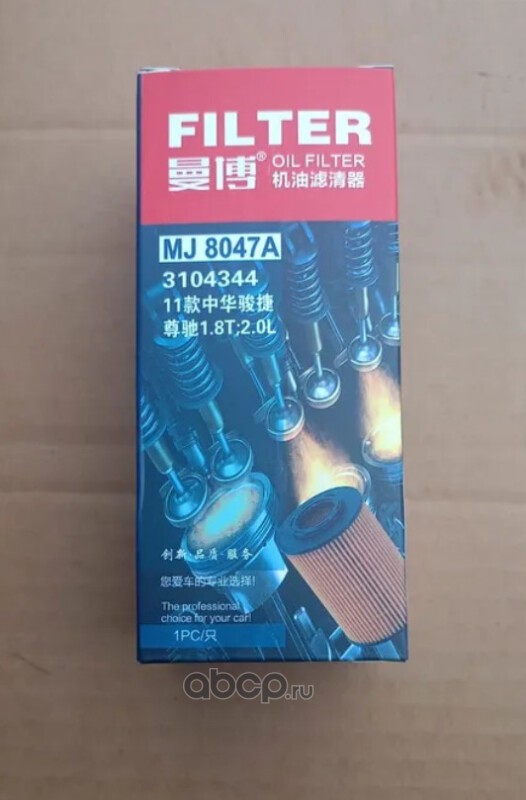 FILTER
曼博® OIL FILTER
机油滤清器
MJ 8047A
3104344
11款中华骏捷
尊驰1.8T;2.0L
创新·品质·服务
您爱车的专业选择!
The professional
choice for your car!
1PC/只
abcp.ru